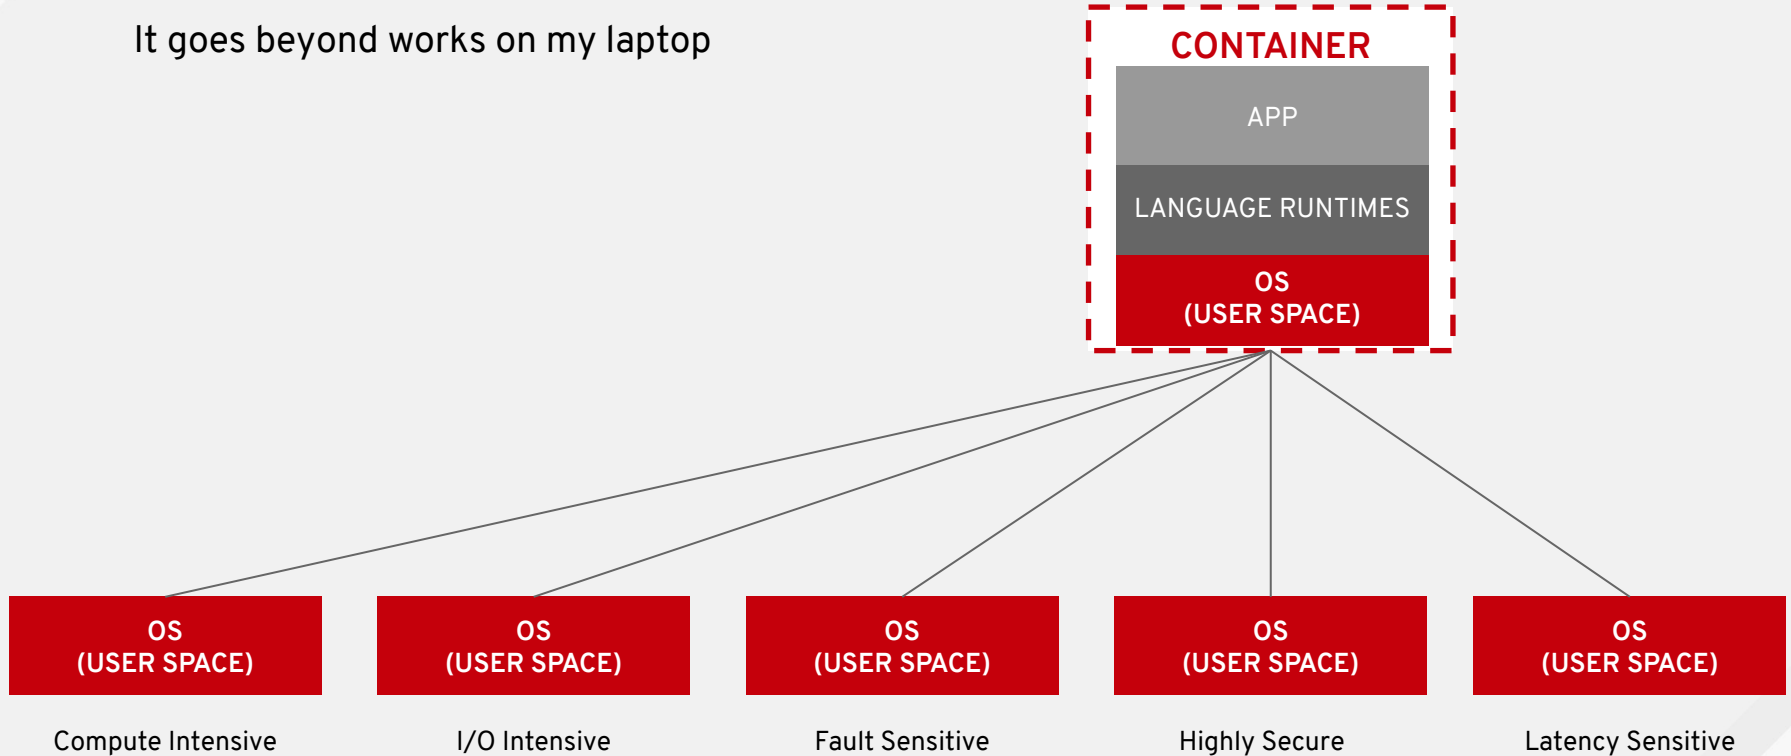 It goes beyond works on my laptop
CONTAINER
APP
LANGUAGE RUNTIMES
OS
(USER SPACE)
OS
(USER SPACE)
OS
(USER SPACE)
OS
(USER SPACE)
OS
(USER SPACE)
OS
(USER SPACE)
Compute Intensive
I/O Intensive
Fault Sensitive
Highly Secure
Latency Sensitive